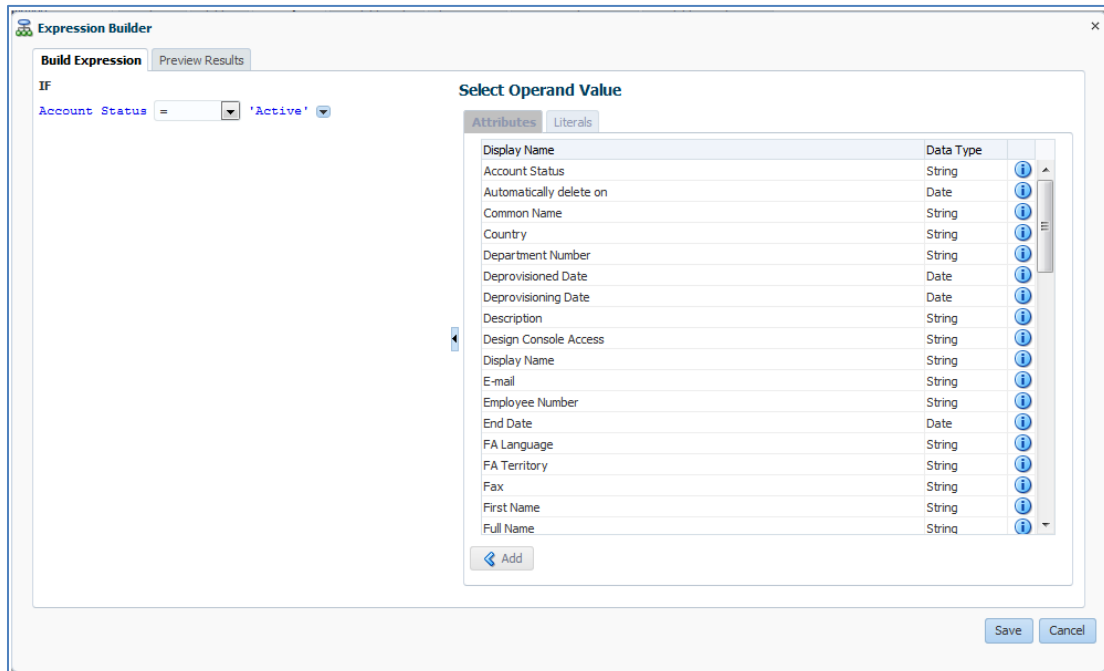 Expression Builder
Build Expression Preview Results
IF
Account Status = 'Active'
Select Operand Value
Attributes Literals
Display Name Data Type
Account Status String
Automatically delete on Date
Common Name String
Country String
Department Number String
Deprovisioned Date Date
Deprovisioning Date Date
Description String
Design Console Access String
Display Name String
E-mail String
Employee Number String
End Date Date
FA Language String
FA Territory String
Fax String
First Name String
Full Name String
Add
Save Cancel